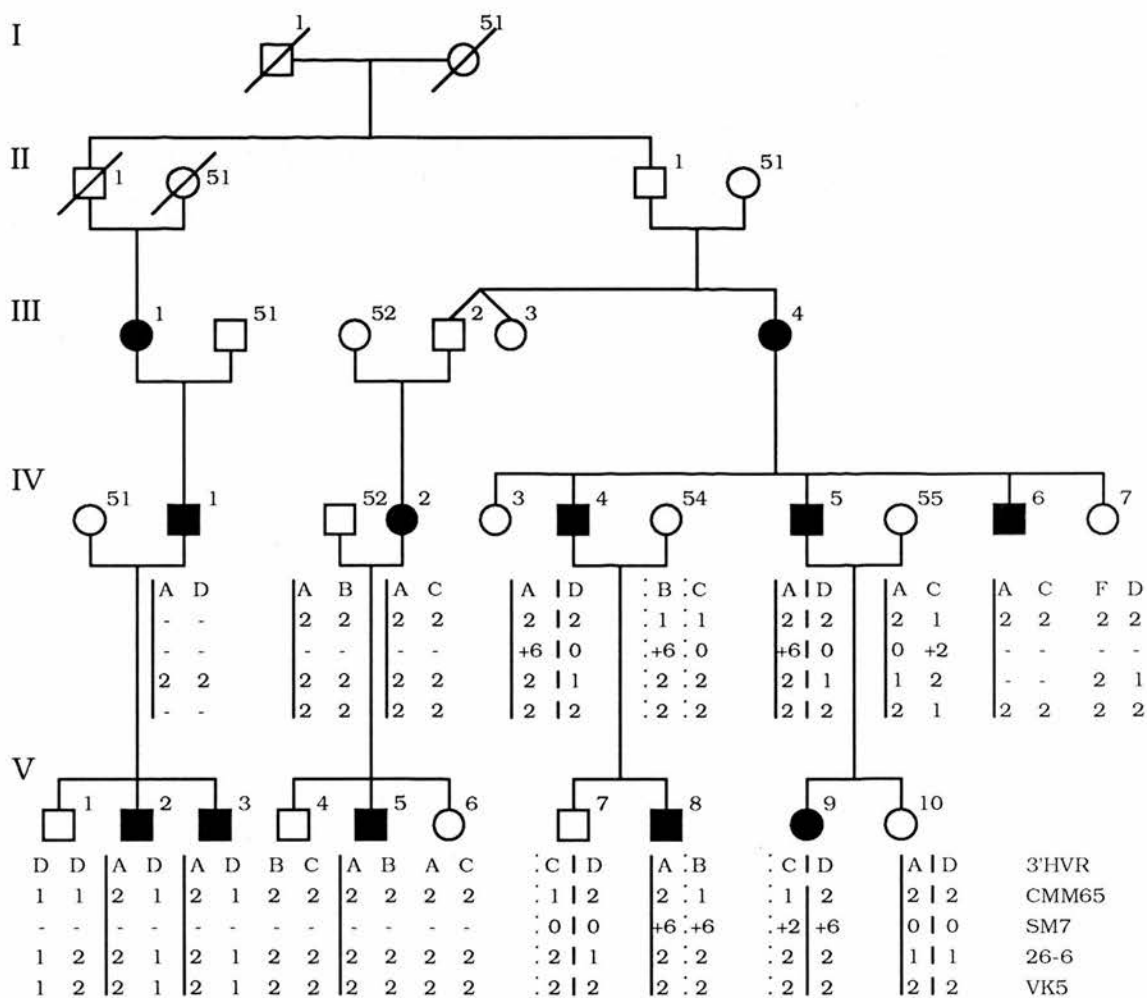 I
1 51
II
1 51 1 51
III
1 51 52 2 3 4
IV
51 1 52 2 3 4 54 5 55 6 7
A D A B A C A D B C A D A C A C F D
- - 2 2 2 2 2 2 1 1 2 2 2 1 2 2 2 2
- - - - - - +6 0 +6 0 +6 0 0 +2 - - - -
2 2 2 2 2 2 2 1 2 2 2 1 1 2 - - 2 1
- - 2 2 2 2 2 2 2 2 2 2 2 1 2 2 2 2
V
1 2 3 4 5 6 7 8 9 10
D D A D A D B C A B A C C D A B C D A D 3'HVR
1 1 2 1 2 1 2 2 2 2 2 2 1 2 2 1 1 2 2 2 CMM65
- - - - - - - - - - - - 0 0 +6 +6 +2 +6 0 0 SM7
1 2 2 1 2 1 2 2 2 2 2 2 2 1 2 2 2 2 1 1 26-6
1 2 2 1 2 1 2 2 2 2 2 2 2 2 2 2 2 2 2 2 VK5